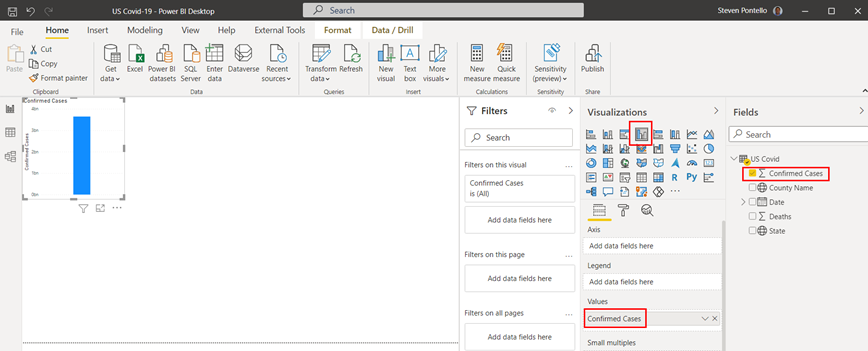 US Covid-19 - Power BI Desktop
Search
Steven Pontello
File Home Insert Modeling View Help External Tools Format Data / Drill
Paste
Cut
Copy
Format painter
Clipboard
Get data
Excel
Power BI datasets
SQL Server
Enter data
Dataverse
Recent sources
Data
Transform data
Refresh
Queries
New visual
Text box
More visuals
Insert
New measure
Quick measure
Calculations
Sensitivity (preview)
Sensitivity
Publish
Share
Confirmed Cases
Confirmed Cases
Filters
Search
Filters on this visual
Confirmed Cases
is (All)
Add data fields here
Filters on this page
Add data fields here
Filters on all pages
Add data fields here
Visualizations
R Py
Axis
Add data fields here
Legend
Add data fields here
Values
Confirmed Cases
Small multiples
Fields
Search
US Covid
Confirmed Cases
County Name
Date
Deaths
State